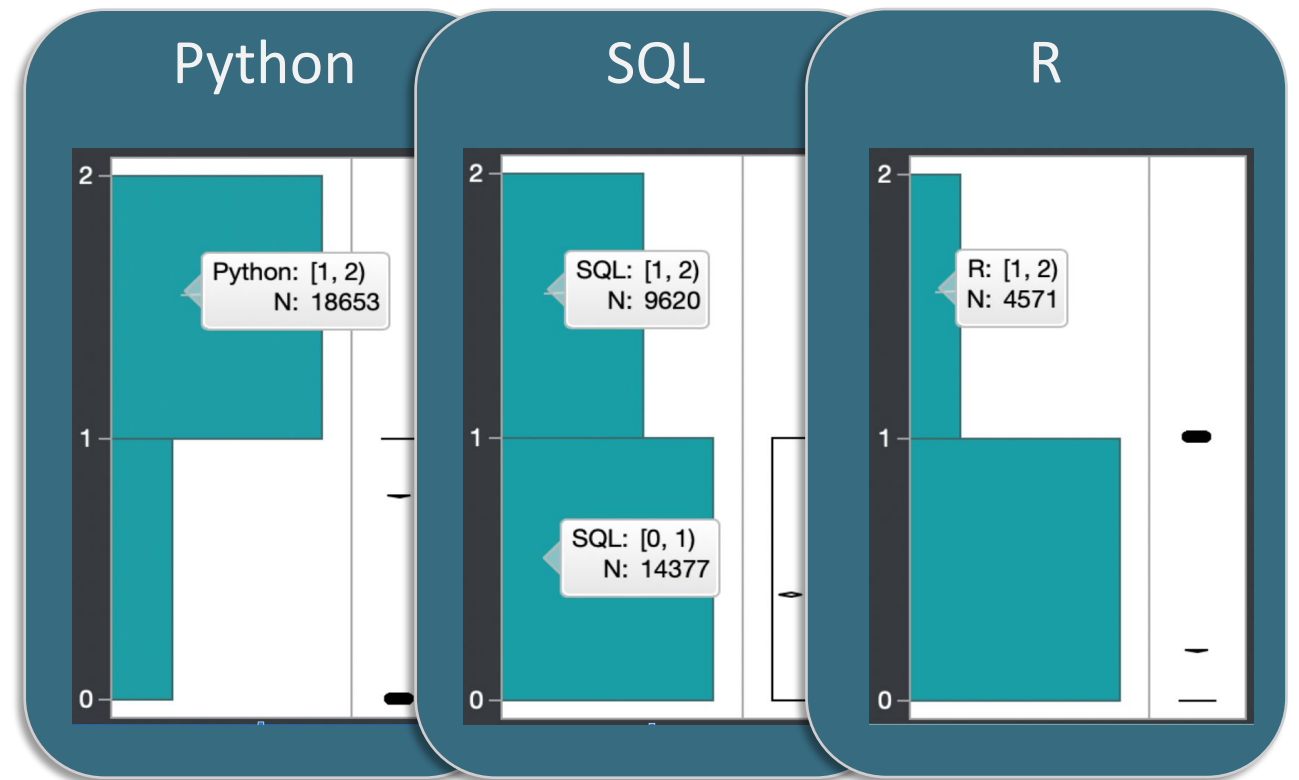 Python
2
Python: [1, 2)
N: 18653
1
0
SQL
2
SQL: [1, 2)
N: 9620
1
SQL: [0, 1)
N: 14377
0
R
2
R: [1, 2)
N: 4571
1
0